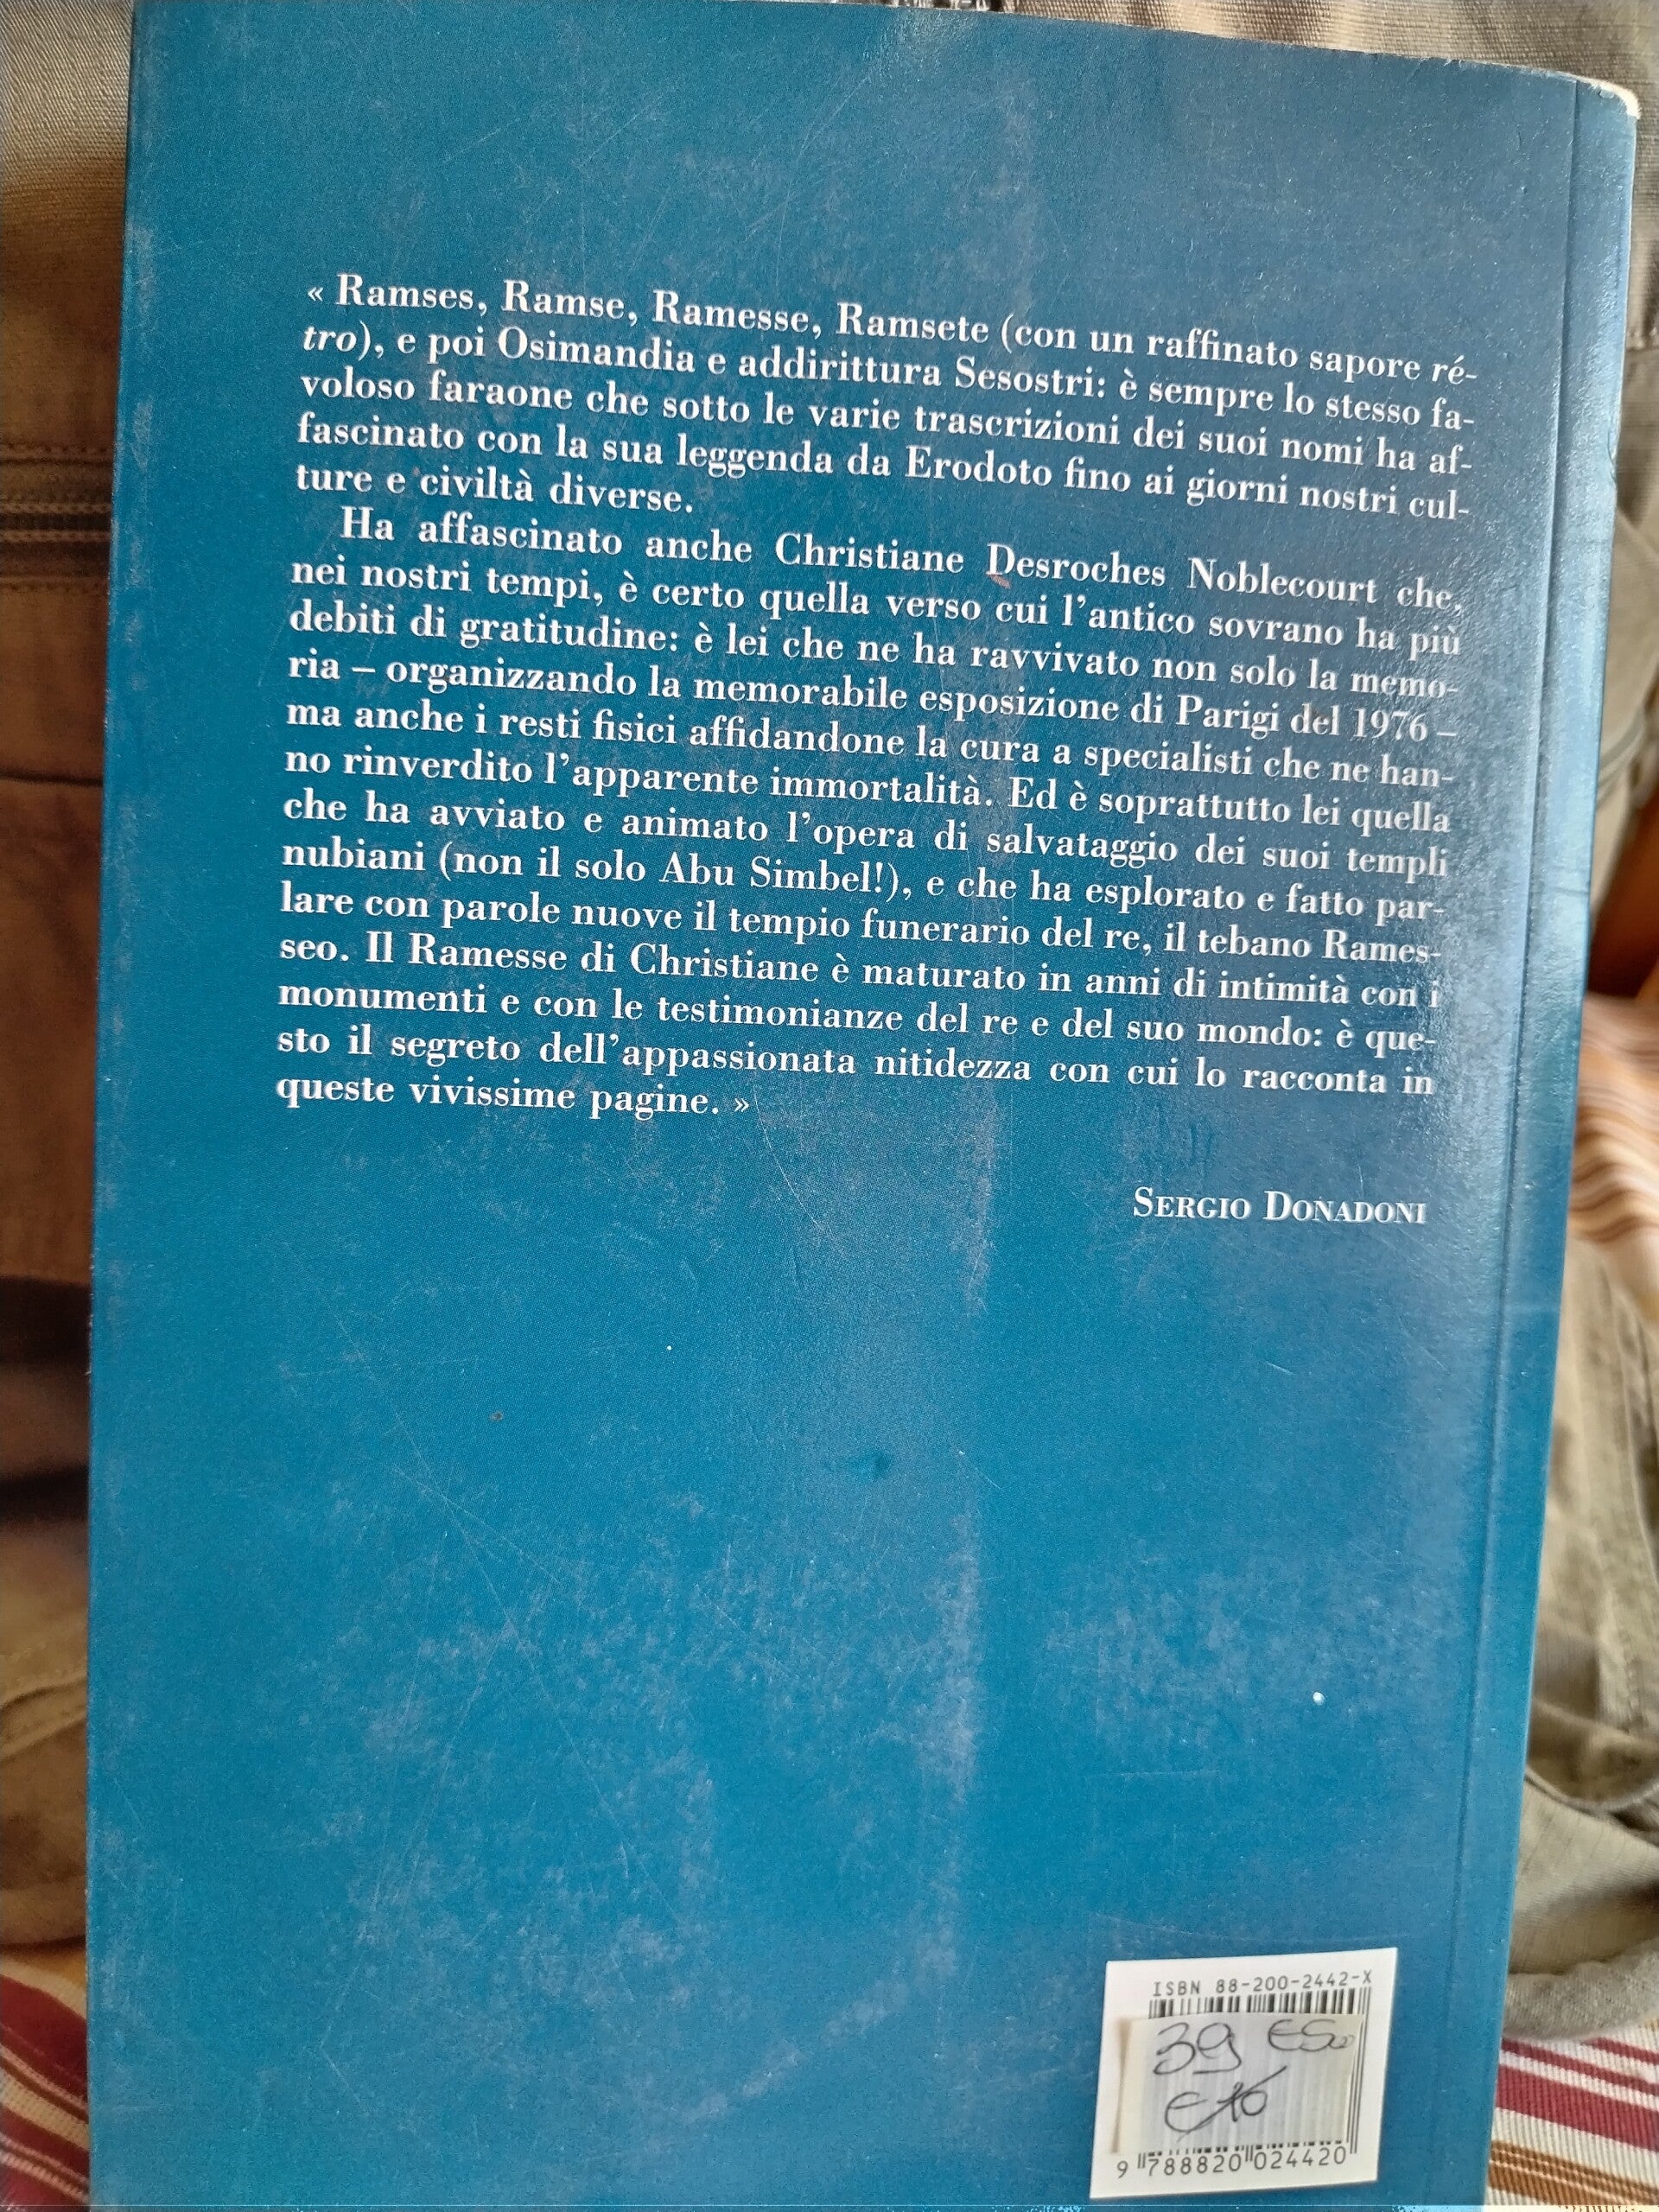 « Ramses, Ramse, Ramesse, Ramsete (con un raffinato sapore ré-
tro), e poi Osimandia e addirittura Sesostri: è sempre lo stesso fa-
voloso faraone che sotto le varie trascrizioni dei suoi nomi ha af-
fascinato con la sua leggenda da Erodoto fino ai giorni nostri cul-
ture e civiltà diverse.
Ha affascinato anche Christiane Desroches Noblecourt che,
nei nostri tempi, è certo quella verso cui l'antico sovrano ha più
debiti di gratitudine: è lei che ne ha ravvivato non solo la memo-
ria – organizzando la memorabile esposizione di Parigi del 1976 –
ma anche i resti fisici affidandone la cura a specialisti che ne han-
no rinverdito l'apparente immortalità. Ed è soprattutto lei quella
che ha avviato e animato l'opera di salvataggio dei suoi templi
nubiani (non il solo Abu Simbel!), e che ha esplorato e fatto par-
lare con parole nuove il tempio funerario del re, il tebano Rames-
seo. Il Ramesse di Christiane è maturato in anni di intimità con i
monumenti e con le testimonianze del re e del suo mondo: è que-
sto il segreto dell'appassionata nitidezza con cui lo racconta in
queste vivissime pagine. »
SERGIO DONADONI
ISBN 88-200-2442-X
9 788820 024420